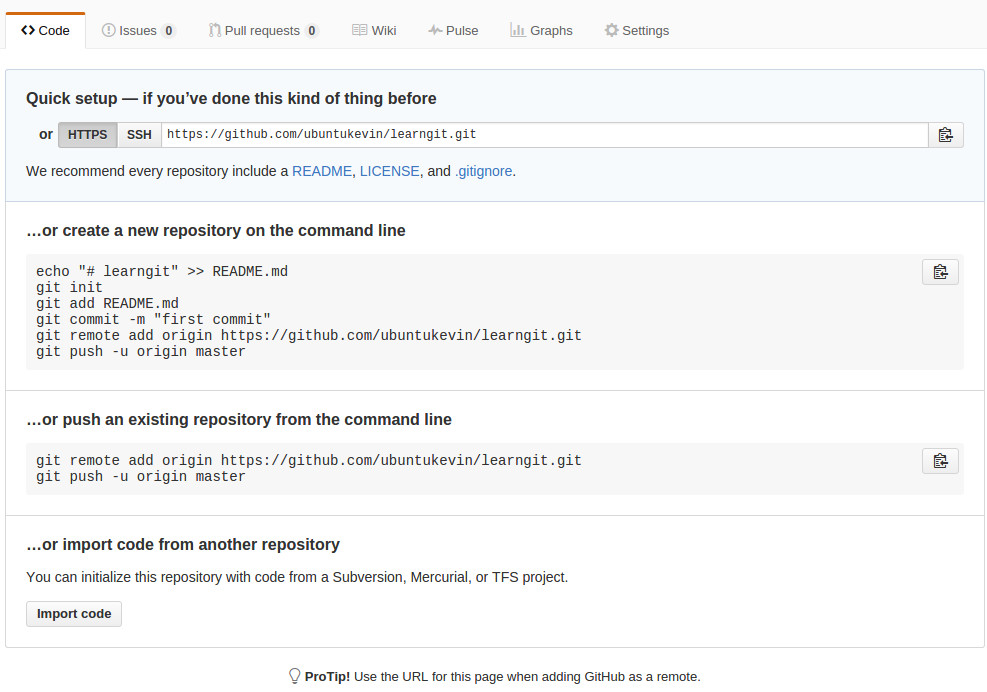 Code Issues 0 Pull requests 0 Wiki Pulse Graphs Settings
Quick setup — if you’ve done this kind of thing before
or HTTPS SSH https://github.com/ubuntukevin/learngit.git
We recommend every repository include a README, LICENSE, and .gitignore.
…or create a new repository on the command line
echo "# learngit" >> README.md
git init
git add README.md
git commit -m "first commit"
git remote add origin https://github.com/ubuntukevin/learngit.git
git push -u origin master
…or push an existing repository from the command line
git remote add origin https://github.com/ubuntukevin/learngit.git
git push -u origin master
…or import code from another repository
You can initialize this repository with code from a Subversion, Mercurial, or TFS project.
Import code
ProTip! Use the URL for this page when adding GitHub as a remote.